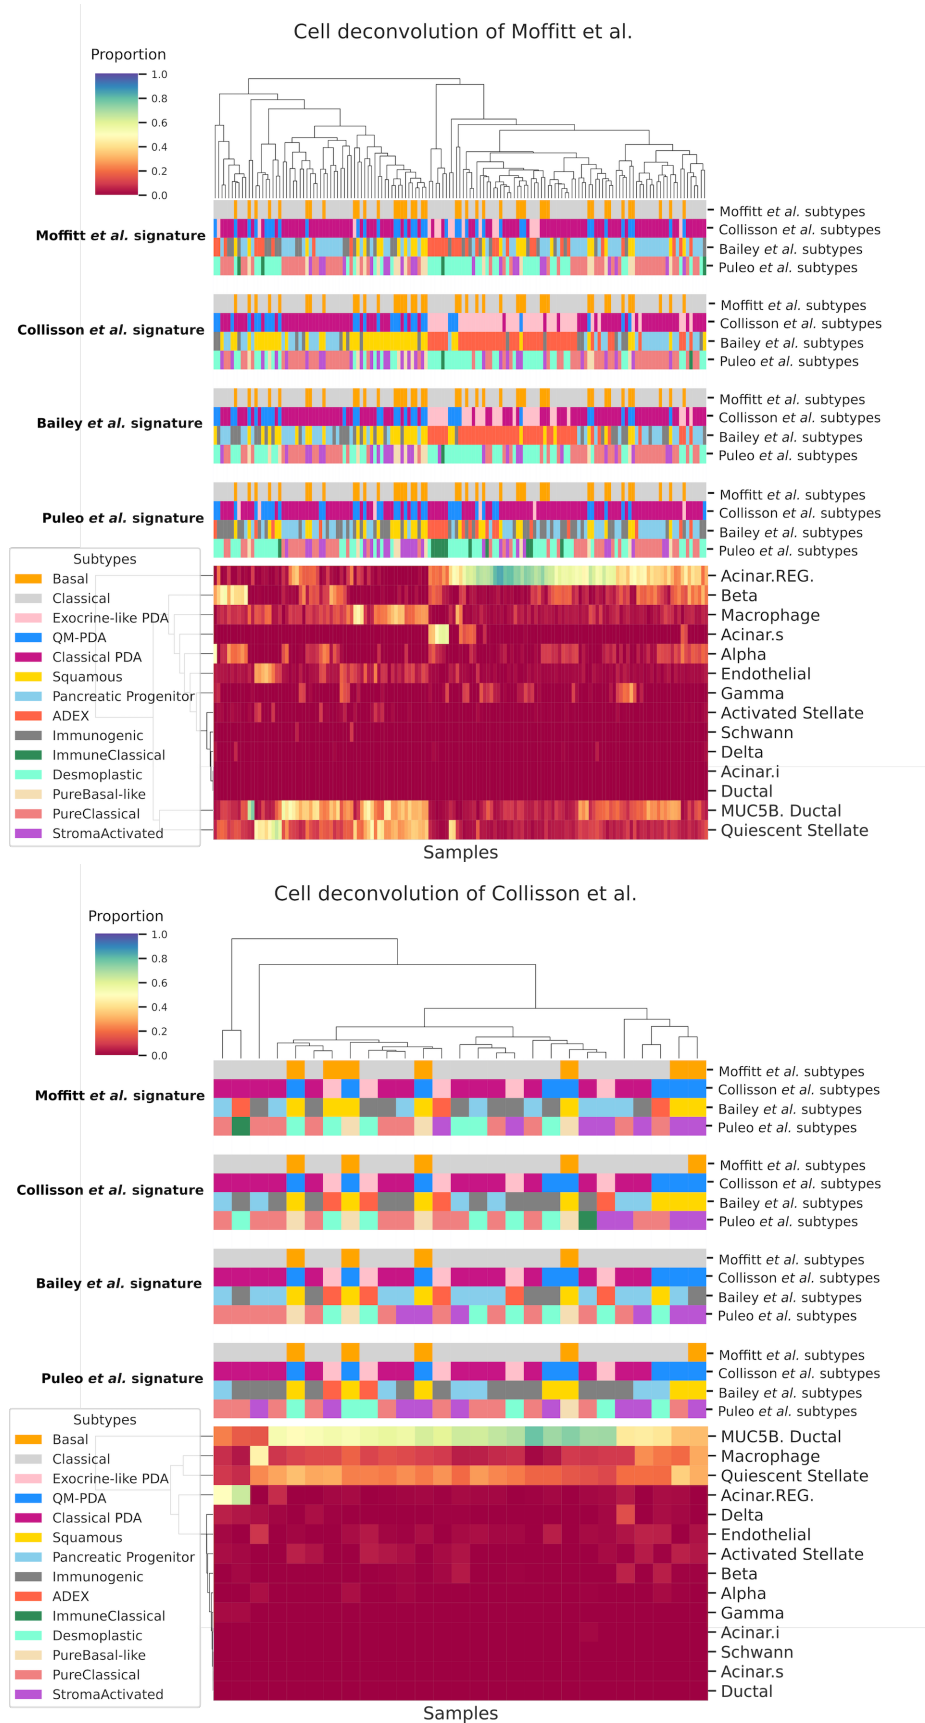 Cell deconvolution of Moffitt et al.
Proportion
1.0
0.8
0.6
0.4
0.2
0.0
Moffitt et al. signature
Moffitt et al. subtypes
Collisson et al. subtypes
Bailey et al. subtypes
Puleo et al. subtypes
Collisson et al. signature
Moffitt et al. subtypes
Collisson et al. subtypes
Bailey et al. subtypes
Puleo et al. subtypes
Bailey et al. signature
Moffitt et al. subtypes
Collisson et al. subtypes
Bailey et al. subtypes
Puleo et al. subtypes
Puleo et al. signature
Moffitt et al. subtypes
Collisson et al. subtypes
Bailey et al. subtypes
Puleo et al. subtypes
Subtypes
Basal
Classical
Exocrine-like PDA
QM-PDA
Classical PDA
Squamous
Pancreatic Progenitor
ADEX
Immunogenic
ImmuneClassical
Desmoplastic
PureBasal-like
PureClassical
StromaActivated
Acinar.REG.
Beta
Macrophage
Acinar.s
Alpha
Endothelial
Gamma
Activated Stellate
Schwann
Delta
Acinar.i
Ductal
MUC5B. Ductal
Quiescent Stellate
Samples
Cell deconvolution of Collisson et al.
Proportion
1.0
0.8
0.6
0.4
0.2
0.0
Moffitt et al. signature
Moffitt et al. subtypes
Collisson et al. subtypes
Bailey et al. subtypes
Puleo et al. subtypes
Collisson et al. signature
Moffitt et al. subtypes
Collisson et al. subtypes
Bailey et al. subtypes
Puleo et al. subtypes
Bailey et al. signature
Moffitt et al. subtypes
Collisson et al. subtypes
Bailey et al. subtypes
Puleo et al. subtypes
Puleo et al. signature
Moffitt et al. subtypes
Collisson et al. subtypes
Bailey et al. subtypes
Puleo et al. subtypes
Subtypes
Basal
Classical
Exocrine-like PDA
QM-PDA
Classical PDA
Squamous
Pancreatic Progenitor
Immunogenic
ADEX
ImmuneClassical
Desmoplastic
PureBasal-like
PureClassical
StromaActivated
MUC5B. Ductal
Macrophage
Quiescent Stellate
Acinar.REG.
Delta
Endothelial
Activated Stellate
Beta
Alpha
Gamma
Acinar.i
Schwann
Acinar.s
Ductal
Samples